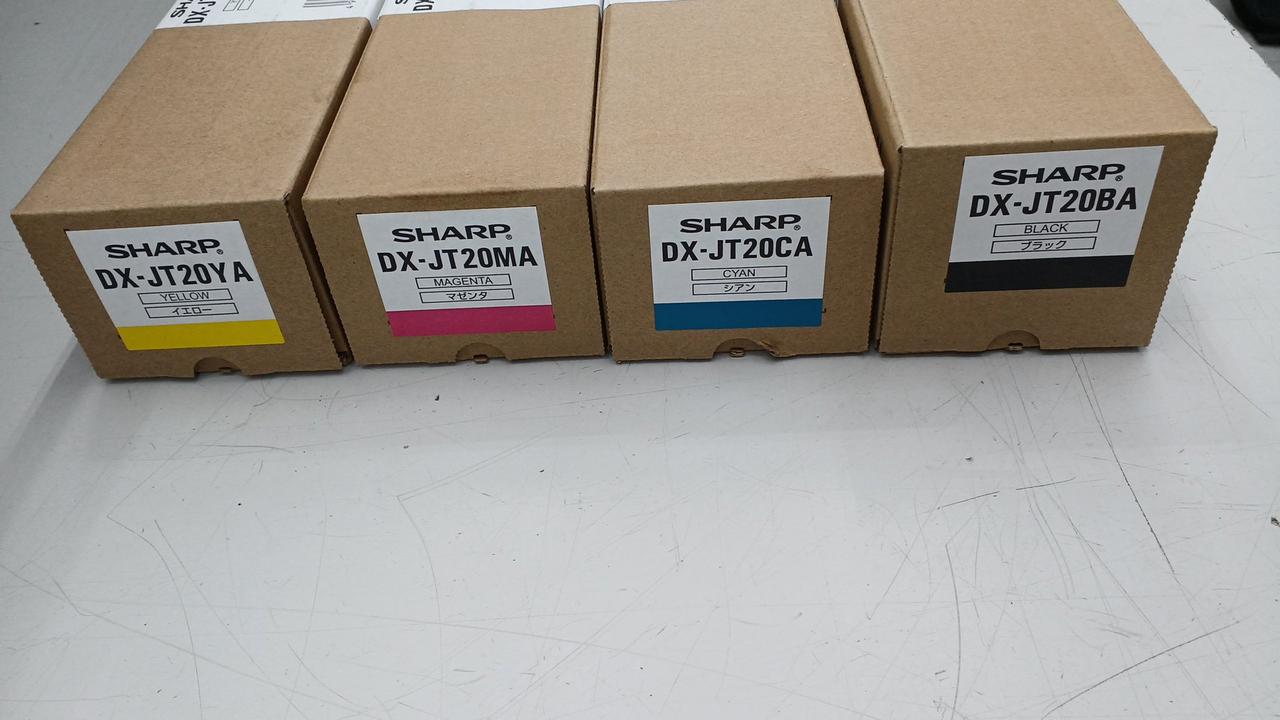 SHARP®
DX-JT20YA
YELLOW
イエロー
SHARP®
DX-JT20MA
MAGENTA
マゼンタ
SHARP®
DX-JT20CA
CYAN
シアン
SHARP®
DX-JT20BA
BLACK
ブラック